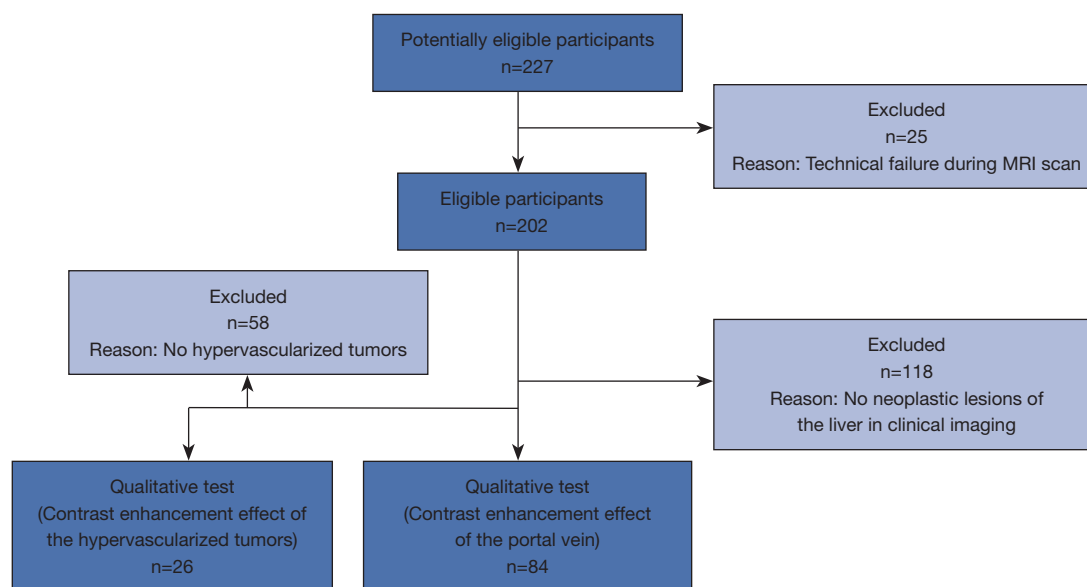 Potentially eligible participants
n=227
Excluded
n=25
Reason: Technical failure during MRI scan
Eligible participants
n=202
Excluded
n=58
Reason: No hypervascularized tumors
Excluded
n=118
Reason: No neoplastic lesions of
the liver in clinical imaging
Qualitative test
(Contrast enhancement effect of
the hypervascularized tumors)
n=26
Qualitative test
(Contrast enhancement effect
of the portal vein)
n=84